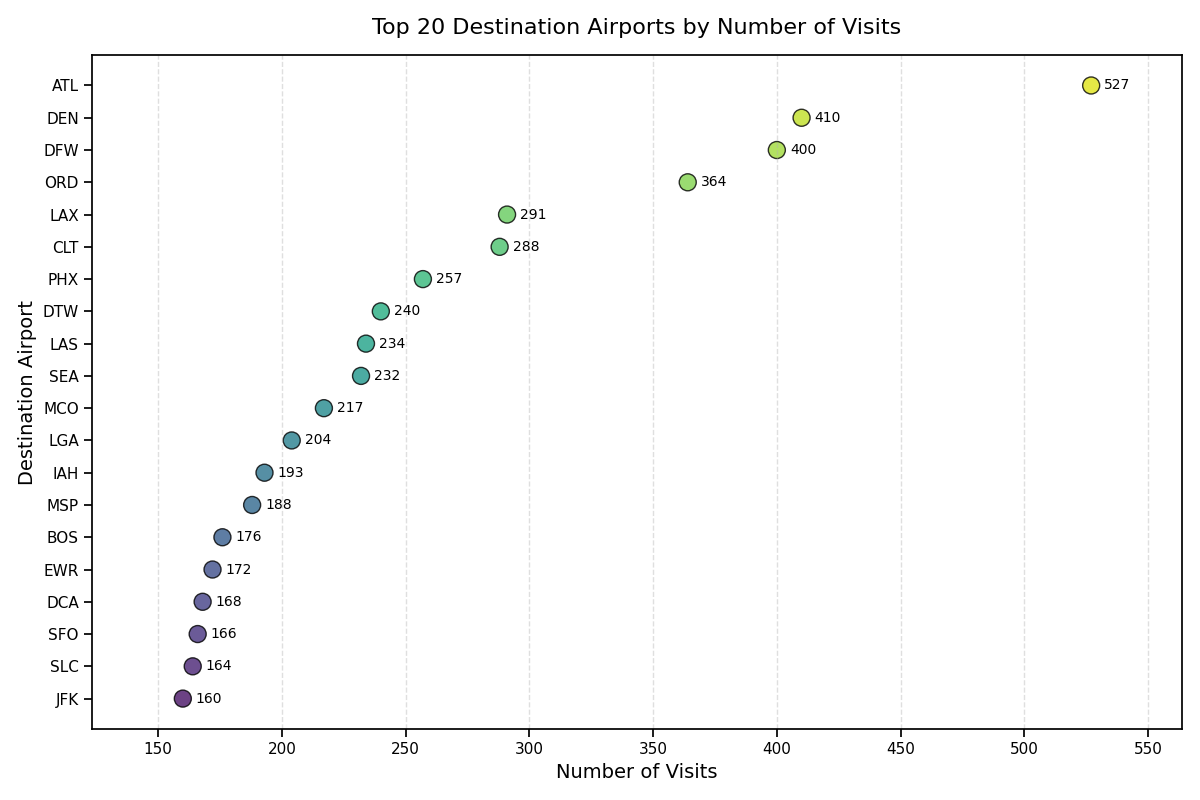 Top 20 Destination Airports by Number of Visits
Destination Airport
ATL 527
DEN 410
DFW 400
ORD 364
LAX 291
CLT 288
PHX 257
DTW 240
LAS 234
SEA 232
MCO 217
LGA 204
IAH 193
MSP 188
BOS 176
EWR 172
DCA 168
SFO 166
SLC 164
JFK 160
150 200 250 300 350 400 450 500 550
Number of Visits